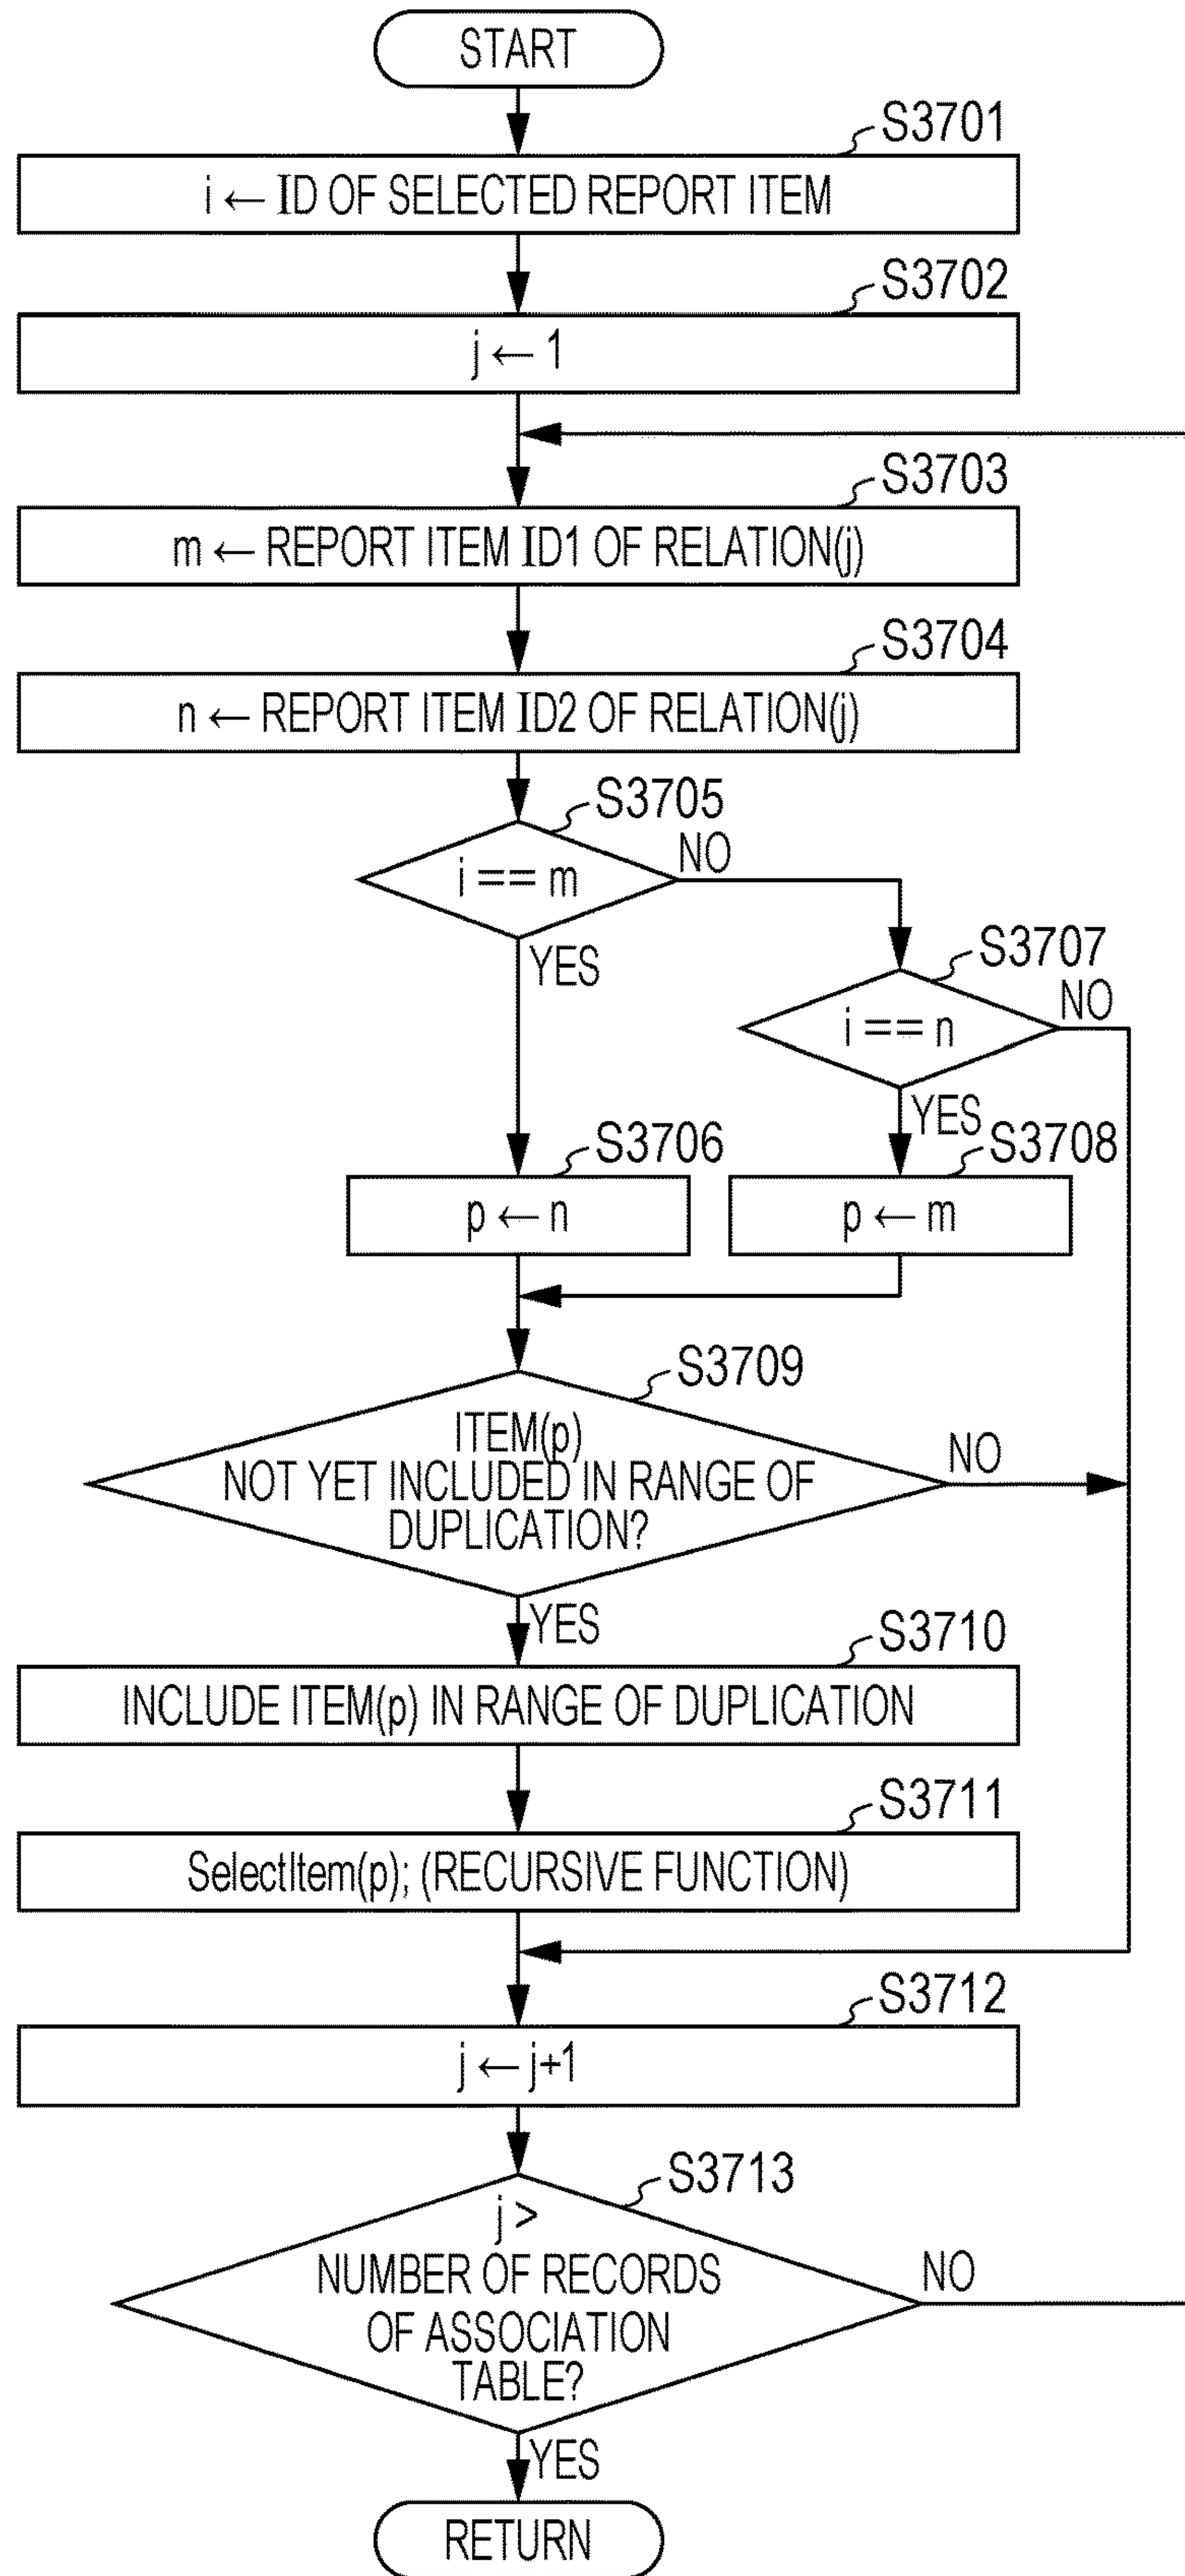 START
S3701
i ← ID OF SELECTED REPORT ITEM
S3702
j ← 1
S3703
m ← REPORT ITEM ID1 OF RELATION(j)
S3704
n ← REPORT ITEM ID2 OF RELATION(j)
S3705
i == m
NO
YES
S3707
i == n
NO
YES
S3706
p ← n
S3708
p ← m
S3709
ITEM(p)
NOT YET INCLUDED IN RANGE OF
DUPLICATION?
NO
YES
S3710
INCLUDE ITEM(p) IN RANGE OF DUPLICATION
S3711
SelectItem(p); (RECURSIVE FUNCTION)
S3712
j ← j+1
S3713
j >
NUMBER OF RECORDS
OF ASSOCIATION
TABLE?
NO
YES
RETURN